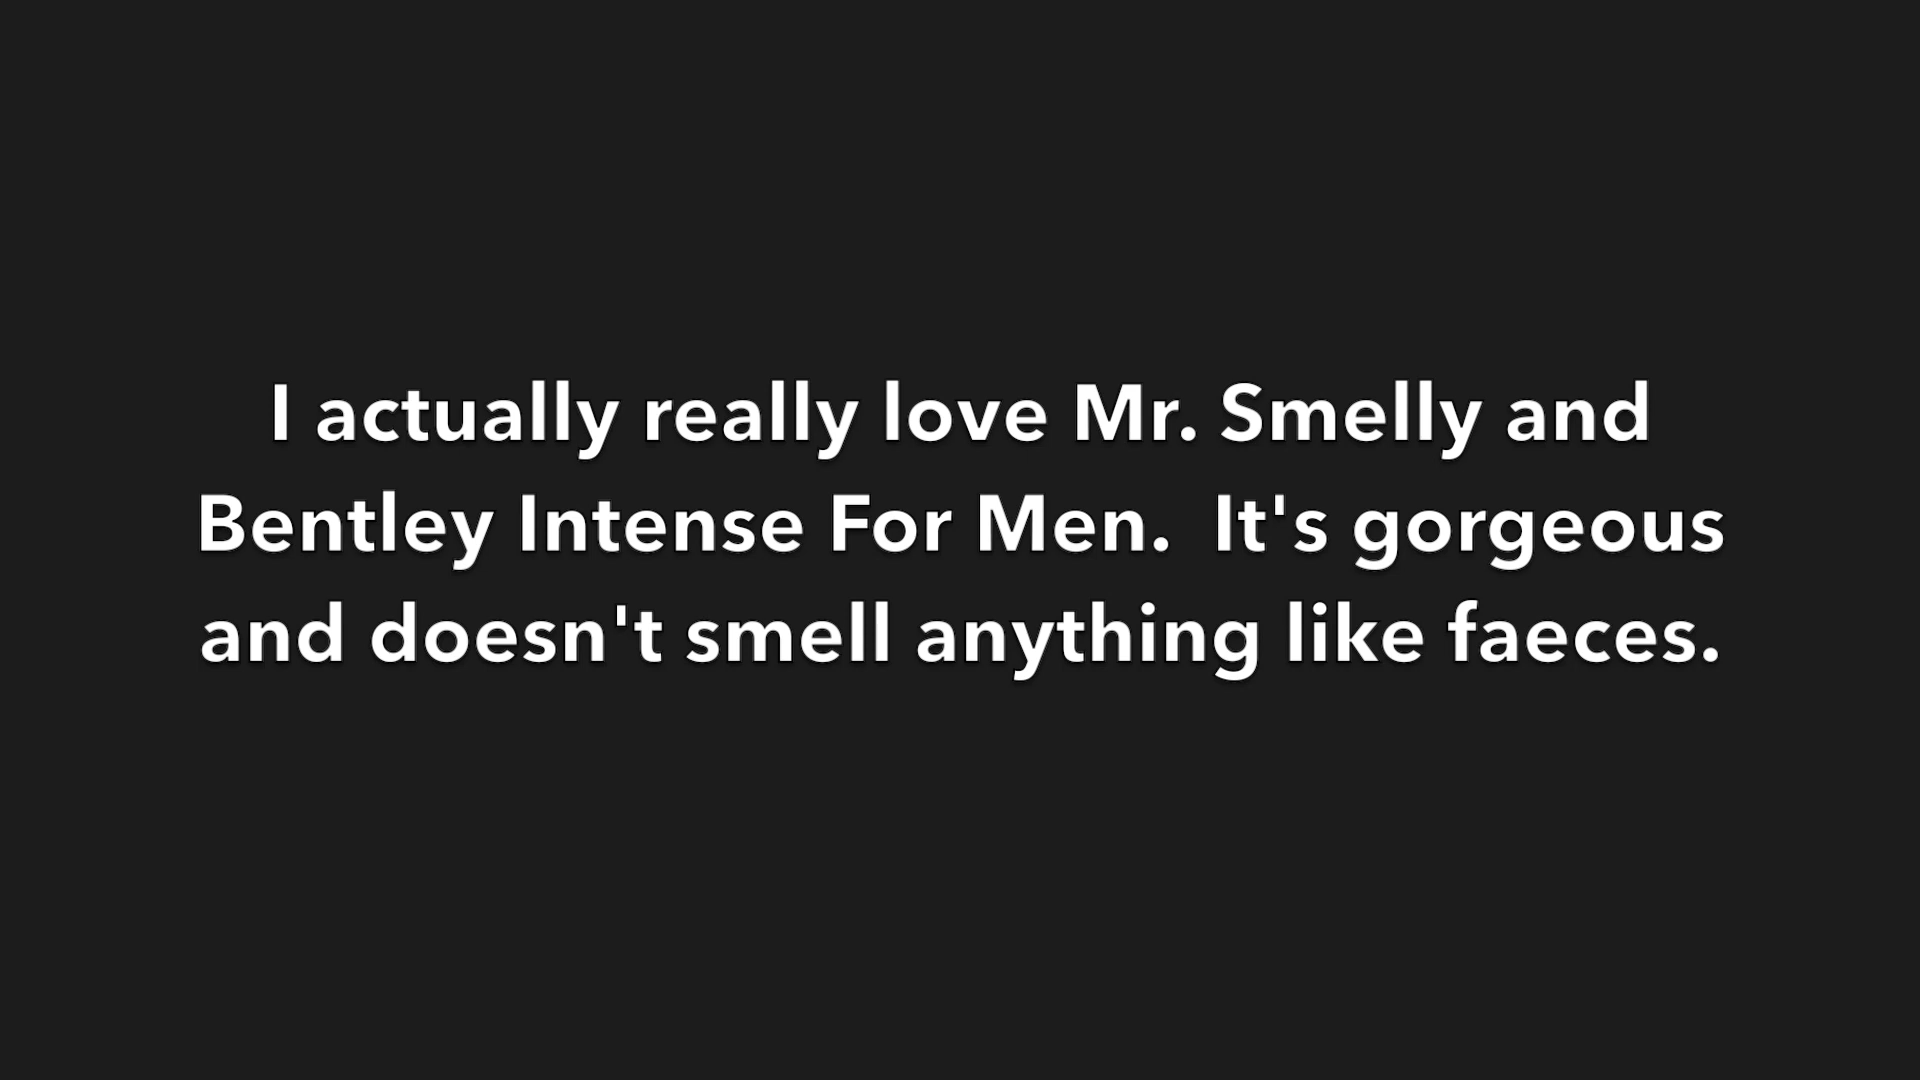 I actually really love Mr. Smelly and
Bentley Intense For Men.  It's gorgeous
and doesn't smell anything like faeces.